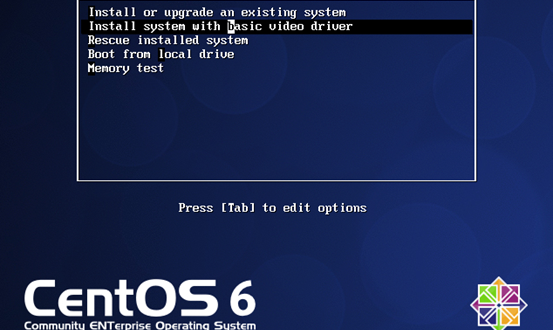 Install or upgrade an existing system
Install system with basic video driver
Rescue installed system
Boot from local drive
Memory test
Press [Tab] to edit options
CentOS 6
Community ENTerprise Operating System